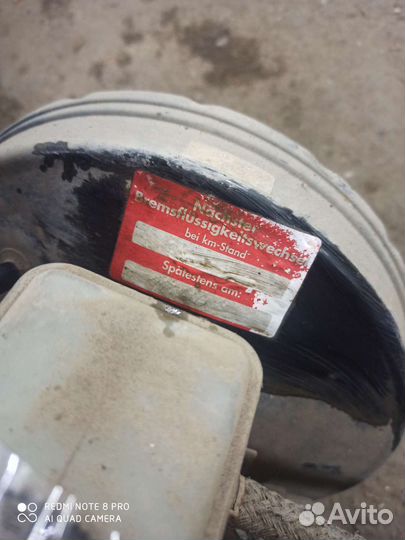 Nächster
Bremsflüssigkeitswechsel
bei km-Stand
Spätestens am:
REDMI NOTE 8 PRO
AI QUAD CAMERA
Avito